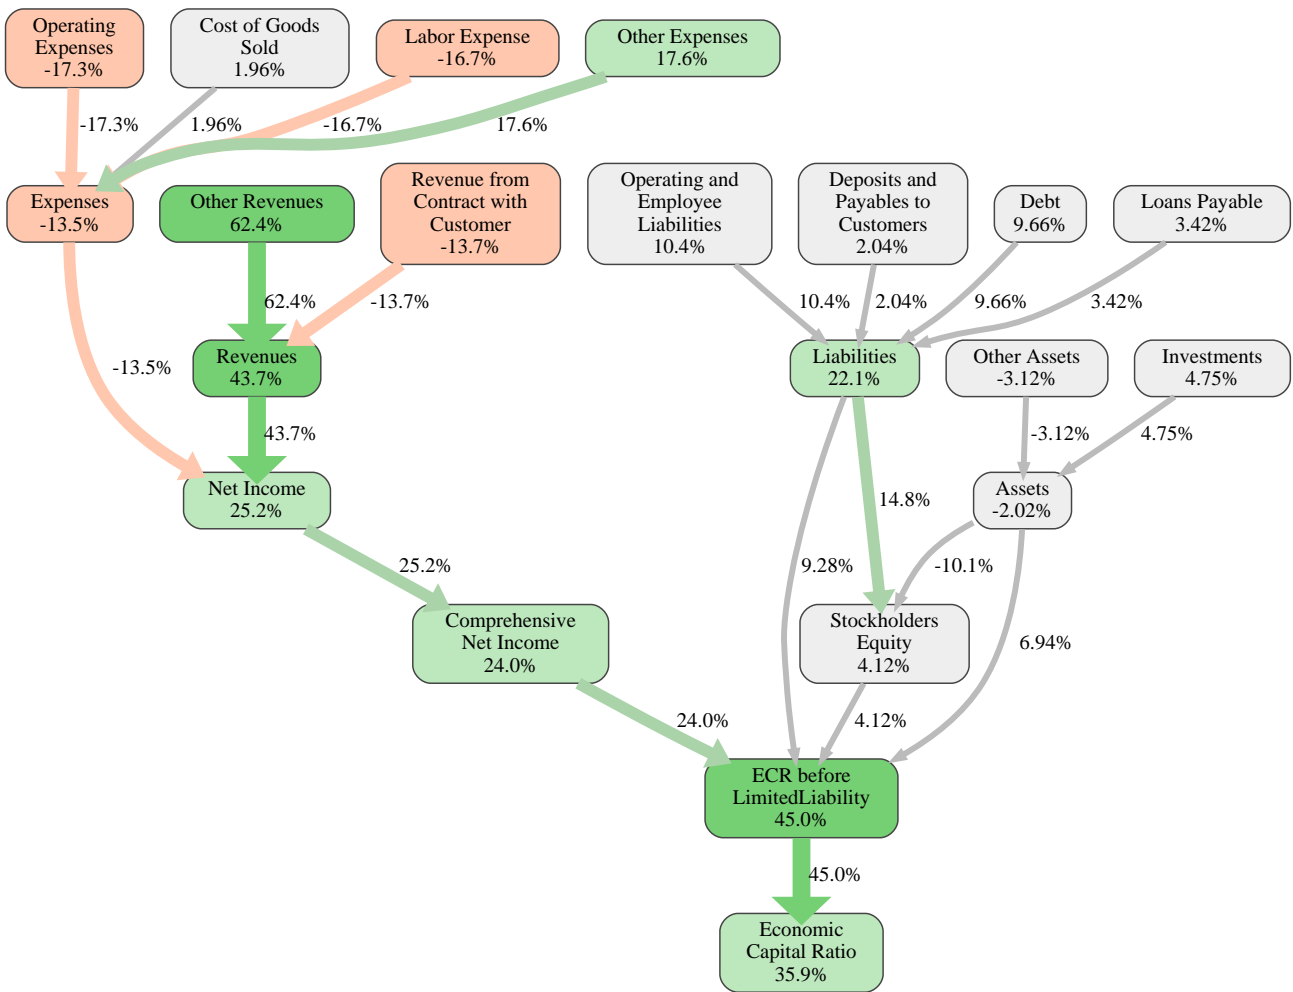 Operating
Expenses
-17.3%
Cost of Goods
Sold
1.96%
Labor Expense
-16.7%
Other Expenses
17.6%
-17.3%
1.96%
-16.7%
17.6%
Expenses
-13.5%
Other Revenues
62.4%
Revenue from
Contract with
Customer
-13.7%
Operating and
Employee
Liabilities
10.4%
Deposits and
Payables to
Customers
2.04%
Debt
9.66%
Loans Payable
3.42%
62.4%
-13.7%
10.4%
2.04%
9.66%
3.42%
-13.5%
Revenues
43.7%
Liabilities
22.1%
Other Assets
-3.12%
Investments
4.75%
43.7%
-3.12%
4.75%
Net Income
25.2%
14.8%
Assets
-2.02%
25.2%
9.28%
-10.1%
Comprehensive
Net Income
24.0%
Stockholders
Equity
4.12%
6.94%
24.0%
4.12%
ECR before
LimitedLiability
45.0%
45.0%
Economic
Capital Ratio
35.9%